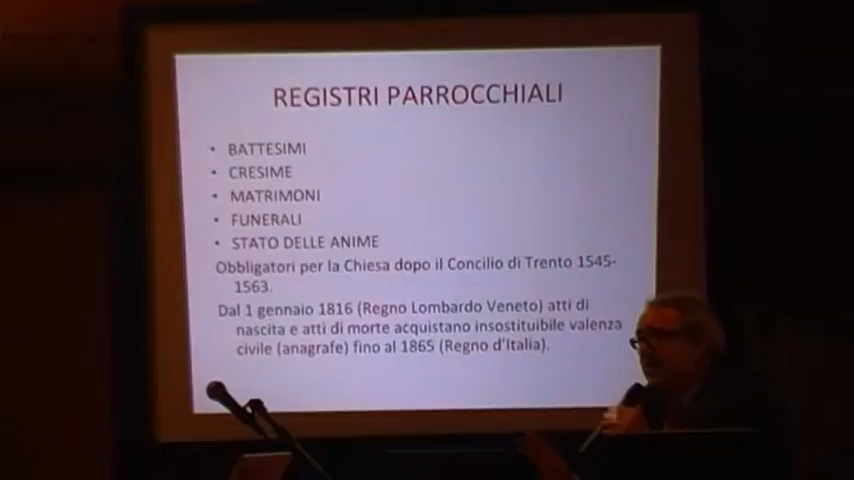 REGISTRI PARROCCHIALI
• BATTESIMI
• CRESIME
• MATRIMONI
• FUNERALI
• STATO DELLE ANIME
Obbligatori per la Chiesa dopo il Concilio di Trento 1545-
1563.
Dal 1 gennaio 1816 (Regno Lombardo Veneto) atti di
nascita e atti di morte acquistano insostituibile valenza
civile (anagrafe) fino al 1865 (Regno d'Italia).